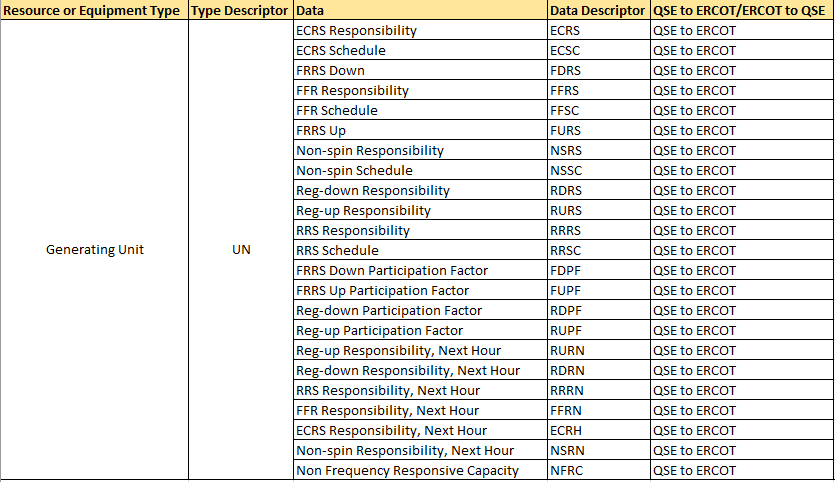 Resource or Equipment Type Type Descriptor Data Data Descriptor QSE to ERCOT/ERCOT to QSE
ECRS Responsibility ECRS QSE to ERCOT
ECRS Schedule ECSC QSE to ERCOT
FRRS Down FDRS QSE to ERCOT
FFR Responsibility FFRS QSE to ERCOT
FFR Schedule FFSC QSE to ERCOT
FRRS Up FURS QSE to ERCOT
Non-spin Responsibility NSRS QSE to ERCOT
Non-spin Schedule NSSC QSE to ERCOT
Reg-down Responsibility RDRS QSE to ERCOT
Reg-up Responsibility RURS QSE to ERCOT
RRS Responsibility RRRS QSE to ERCOT
Generating Unit UN RRS Schedule RRSC QSE to ERCOT
FRRS Down Participation Factor FDPF QSE to ERCOT
FRRS Up Participation Factor FUPF QSE to ERCOT
Reg-down Participation Factor RDPF QSE to ERCOT
Reg-up Participation Factor RUPF QSE to ERCOT
Reg-up Responsibility, Next Hour RURN QSE to ERCOT
Reg-down Responsibility, Next Hour RDRN QSE to ERCOT
RRS Responsibility, Next Hour RRRN QSE to ERCOT
FFR Responsibility, Next Hour FFRN QSE to ERCOT
ECRS Responsibility, Next Hour ECRH QSE to ERCOT
Non-spin Responsibility, Next Hour NSRN QSE to ERCOT
Non Frequency Responsive Capacity NFRC QSE to ERCOT